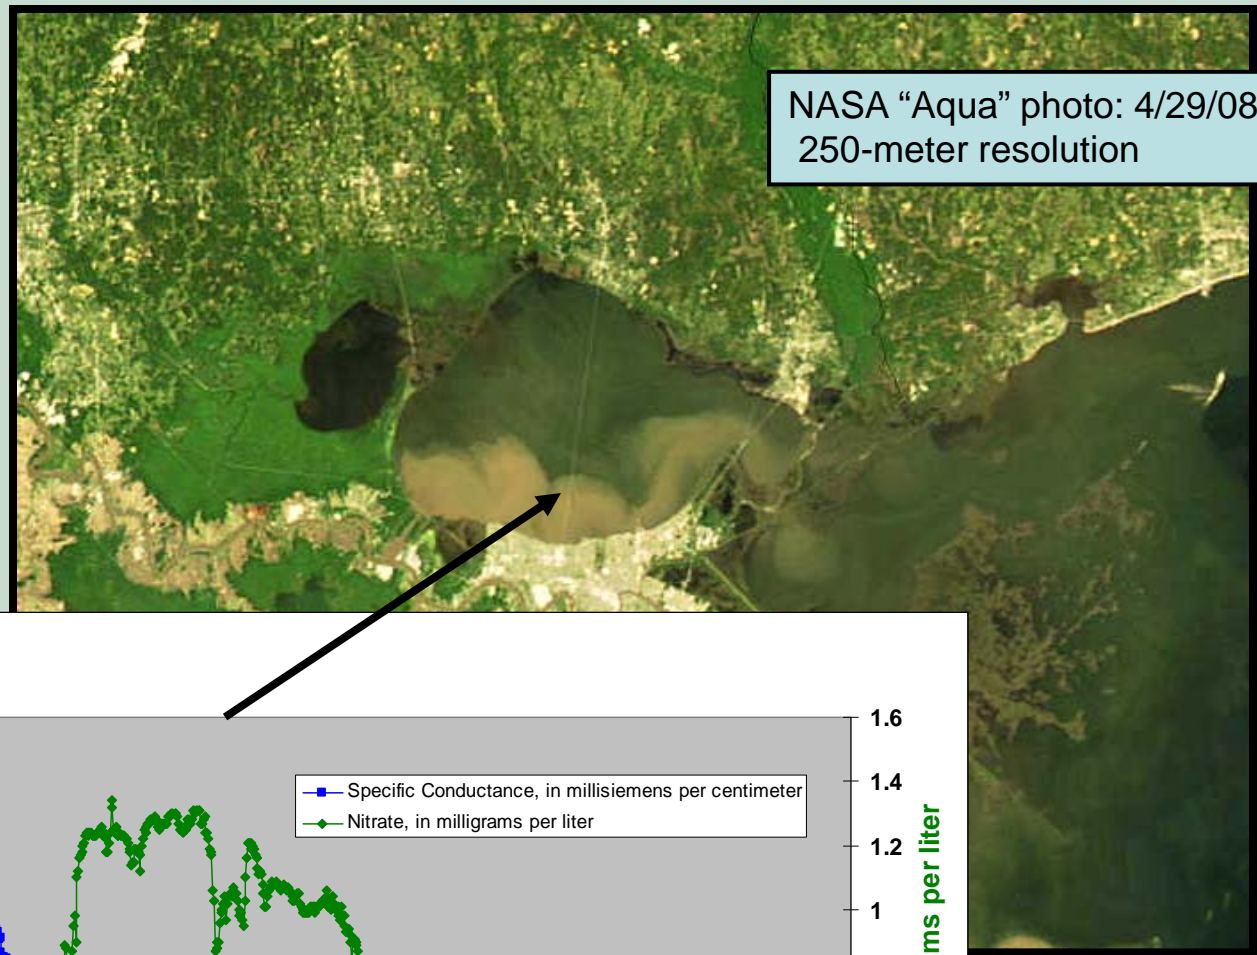 NASA “Aqua” photo: 4/29/08
250-meter resolution
1.6
Specific Conductance, in millisiemens per centimeter
Nitrate, in milligrams per liter
1.4
1.2
1
ms per liter